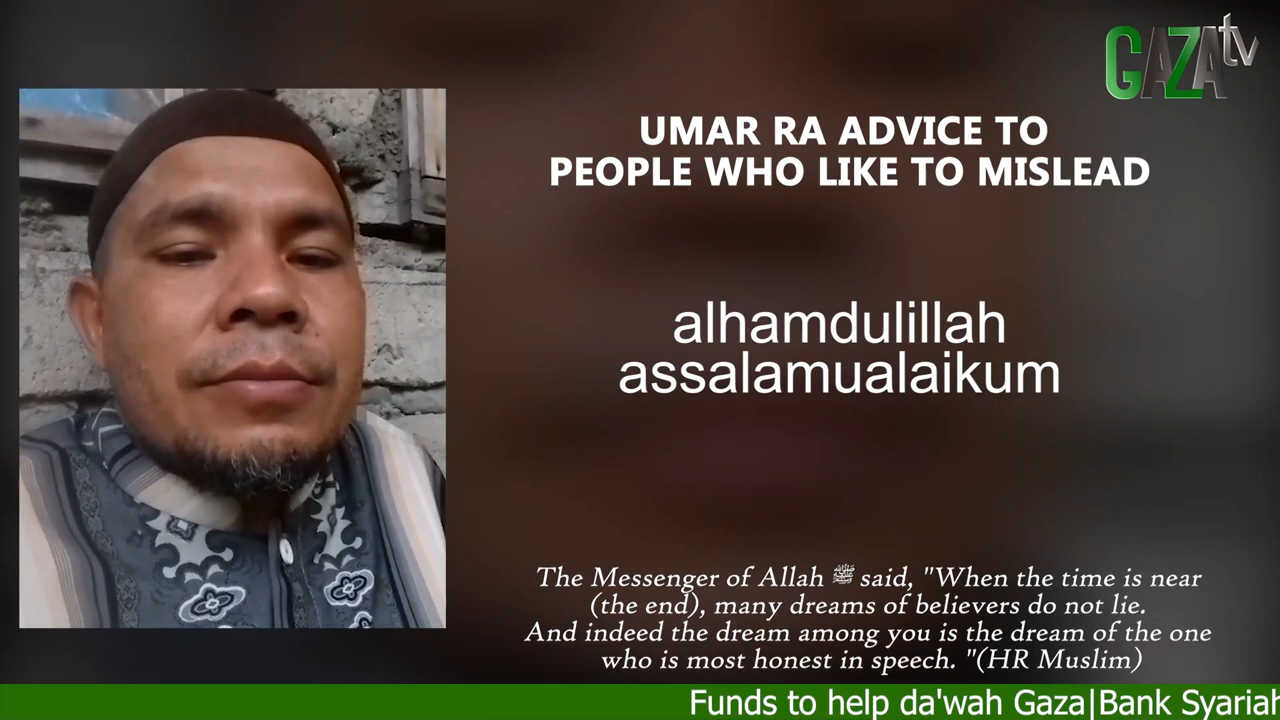 GAZAtv
UMAR RA ADVICE TO
PEOPLE WHO LIKE TO MISLEAD
alhamdulillah
assalamualaikum
The Messenger of Allah ﷺ said, "When the time is near
(the end), many dreams of believers do not lie.
And indeed the dream among you is the dream of the one
who is most honest in speech. "(HR Muslim)
Funds to help da'wah Gaza|Bank Syariah